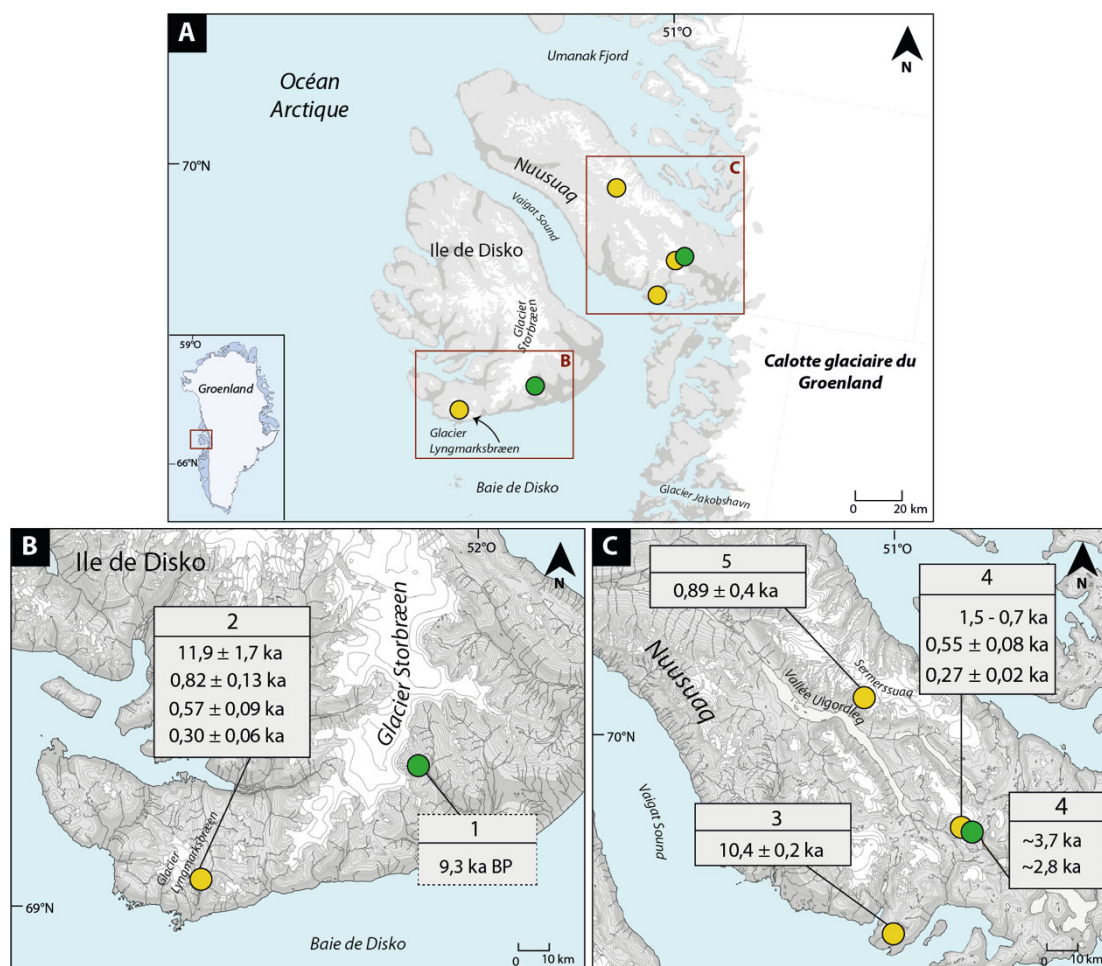 A
51°O
Umanak Fjord
N
Océan
Arctique
70°N
C
Nuusuaq
Vaigat Sound
Ile de Disko
Glacier
Storbræen
59°O
Groenland
66°N
B
Calotte glaciaire du
Groenland
Glacier
Lyngmarksbræen
Baie de Disko
Glacier Jakobshavn
0 20 km
B
Ile de Disko
52°O
N
Glacier Storbræen
2
11,9 ± 1,7 ka
0,82 ± 0,13 ka
0,57 ± 0,09 ka
0,30 ± 0,06 ka
1
9,3 ka BP
Glacier
Lyngmarksbræen
69°N
Baie de Disko
0 10 km
C
51°O
N
5
0,89 ± 0,4 ka
4
1,5 - 0,7 ka
0,55 ± 0,08 ka
0,27 ± 0,02 ka
Nuusuaq
Sermerssuaq
Vallée Uigordleq
70°N
Vaigat Sound
3
10,4 ± 0,2 ka
4
~3,7 ka
~2,8 ka
0 10 km